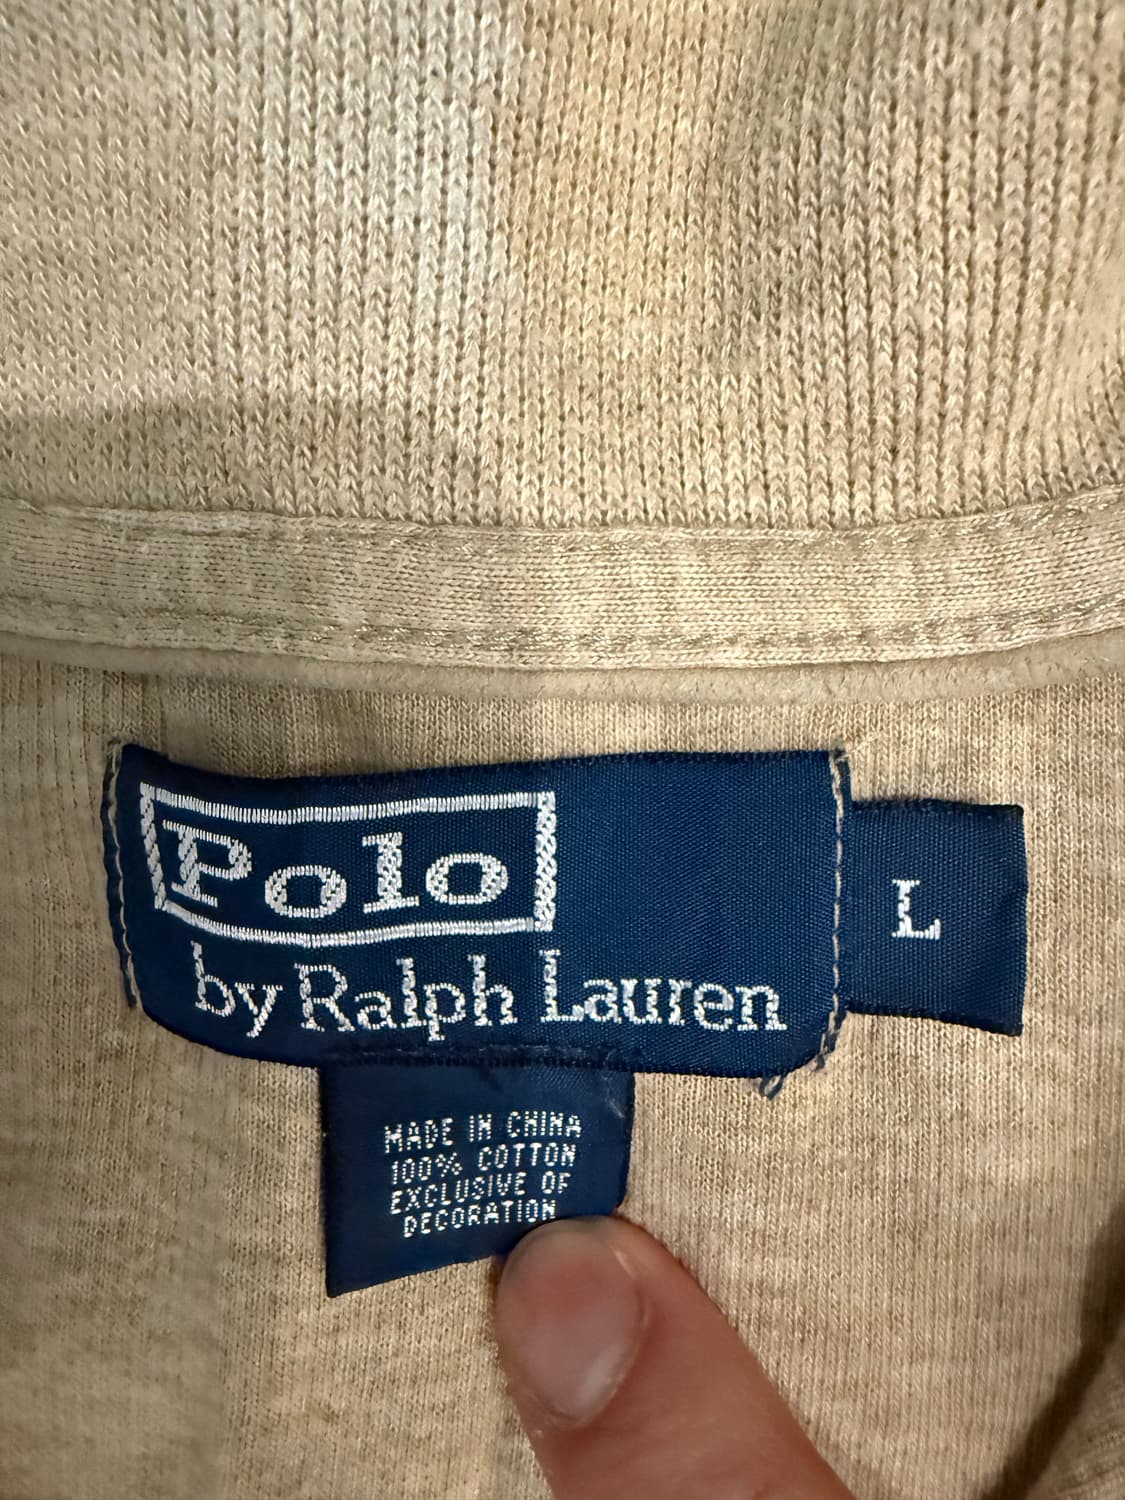 Polo
by Ralph Lauren
L
MADE IN CHINA
100% COTTON
EXCLUSIVE OF
DECORATION